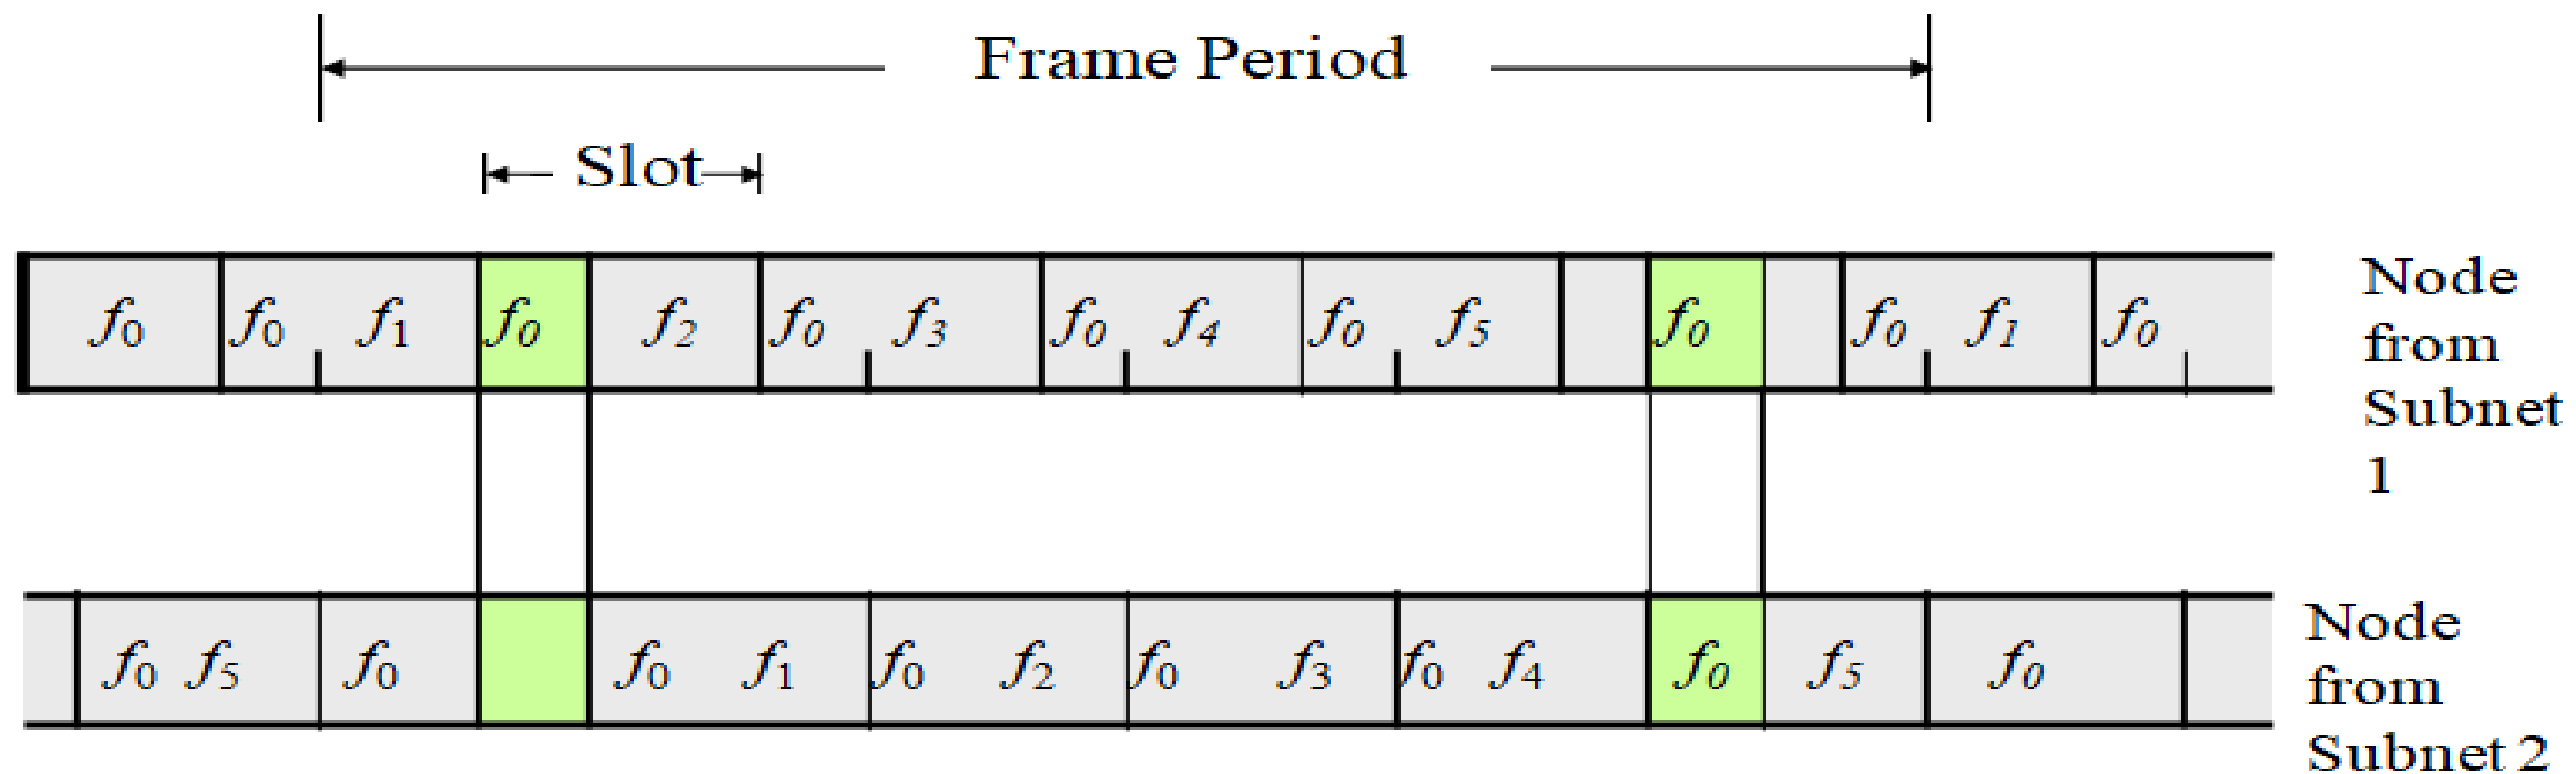 Frame Period
Slot
f0 f0 f1 f0 f2 f0 f3 f0 f4 f0 f5 f0 f0 f1 f0
Node
from
Subnet
1
f0 f5 f0 f0 f1 f0 f2 f0 f3 f0 f4 f0 f5 f0
Node
from
Subnet 2